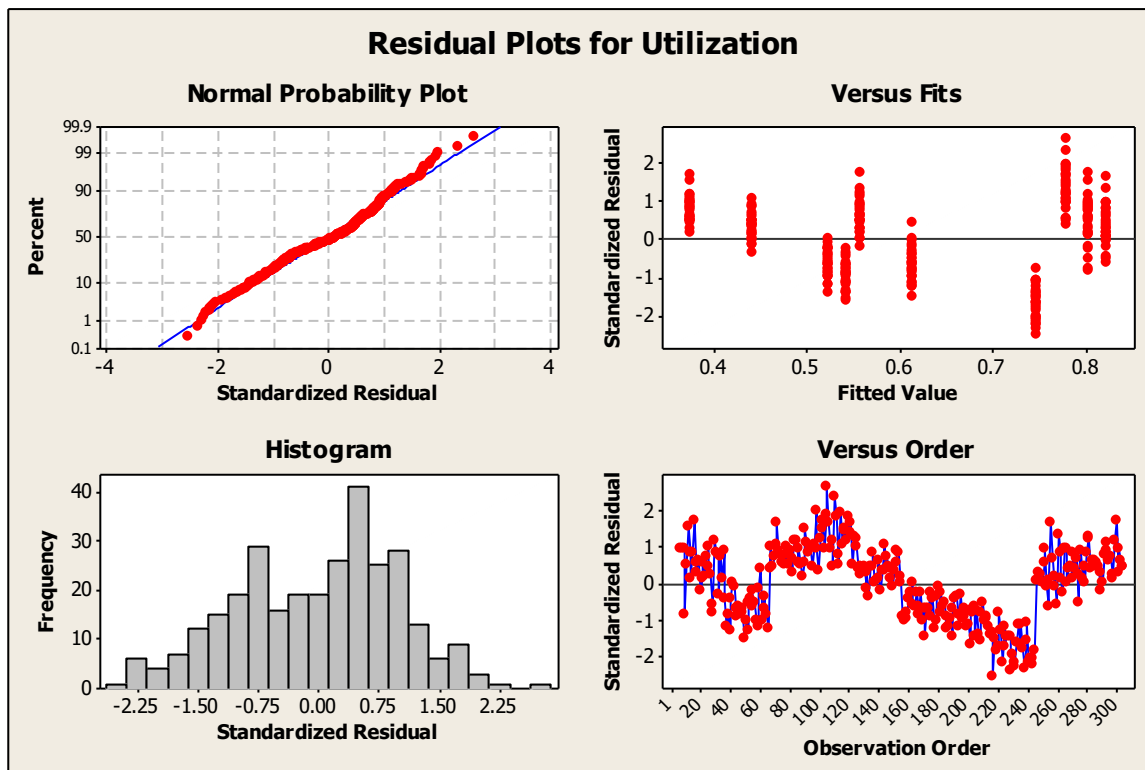 Residual Plots for Utilization
Normal Probability Plot
99.9
99
90
50
10
1
0.1
Percent
-4 -2 0 2 4
Standardized Residual
Versus Fits
2
1
0
-1
-2
Standardized Residual
0.4 0.5 0.6 0.7 0.8
Fitted Value
Histogram
40
30
20
10
0
Frequency
-2.25 -1.50 -0.75 0.00 0.75 1.50 2.25
Standardized Residual
Versus Order
2
1
0
-1
-2
Standardized Residual
1 20 40 60 80 100 120 140 160 180 200 220 240 260 280 300
Observation Order